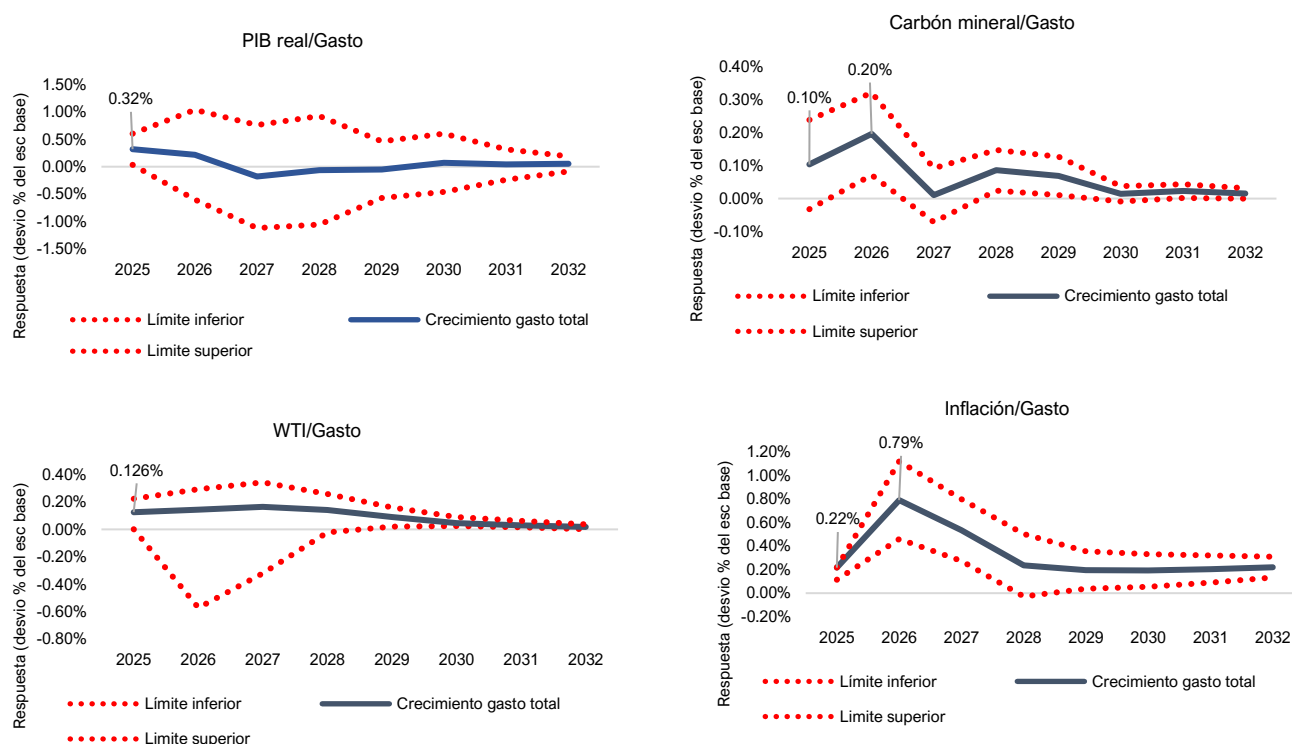 PIB real/Gasto
Respuesta (desvio % del esc base)
1.50%
1.00%
0.50%
0.00%
-0.50%
-1.00%
-1.50%
0.32%
2025 2026 2027 2028 2029 2030 2031 2032
Límite inferior Crecimiento gasto total
Limite superior
Carbón mineral/Gasto
Respuesta (desvio % del esc base)
0.40%
0.30%
0.20%
0.10%
0.00%
-0.10%
0.10%
0.20%
2025 2026 2027 2028 2029 2030 2031 2032
Límite inferior Crecimiento gasto total
Limite superior
WTI/Gasto
Respuesta (desvio % del esc base)
0.40%
0.20%
0.00%
-0.20%
-0.40%
-0.60%
-0.80%
0.126%
2025 2026 2027 2028 2029 2030 2031 2032
Límite inferior Crecimiento gasto total
Limite superior
Inflación/Gasto
Respuesta (desvio % del esc base)
1.20%
1.00%
0.80%
0.60%
0.40%
0.20%
0.00%
-0.20%
0.22%
0.79%
2025 2026 2027 2028 2029 2030 2031 2032
Límite inferior Crecimiento gasto total
Limite superior